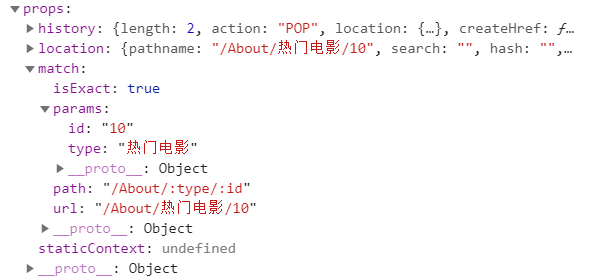 ▼props:
▶history: {length: 2, action: "POP", location: {…}, createHref: ƒ…
▶location: {pathname: "/About/热门电影/10", search: "", hash: "",…
▼match:
isExact: true
▼params:
id: "10"
type: "热门电影"
▶__proto__: Object
path: "/About/:type/:id"
url: "/About/热门电影/10"
▶__proto__: Object
staticContext: undefined
▶__proto__: Object